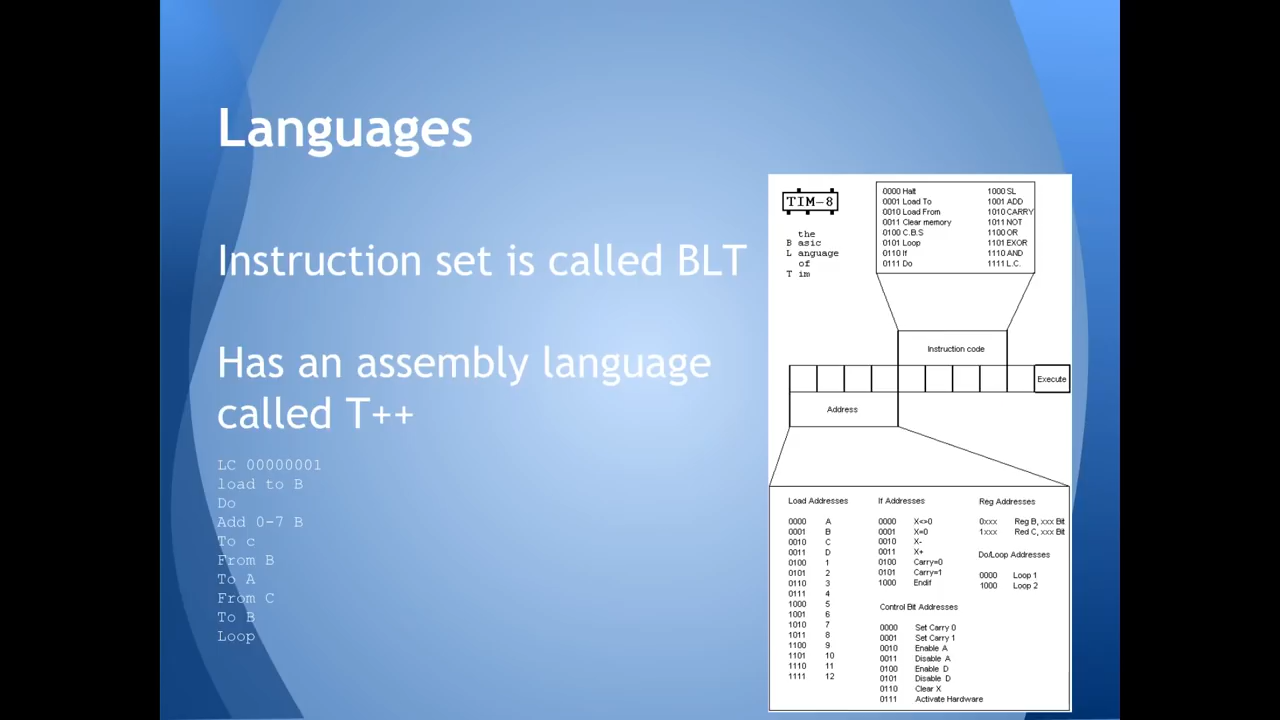 Languages
Instruction set is called BLT
Has an assembly language
called T++
LC 00000001
load to B
Do
Add 0-7 B
To c
From B
To A
From C
To B
Loop
TIM-8
the
B asic
L anguage
of
T im
0000 Halt 1000 SL
0001 Load To 1001 ADD
0010 Load From 1010 CARRY
0011 Clear memory 1011 NOT
0100 C.B.S 1100 OR
0101 Loop 1101 EXOR
0110 If 1110 AND
0111 Do 1111 L.C.
Instruction code
Execute
Address
Load Addresses
0000 A
0001 B
0010 C
0011 D
0100 1
0101 2
0110 3
0111 4
1000 5
1001 6
1010 7
1011 8
1100 9
1101 10
1110 11
1111 12
If Addresses
0000 X<>0
0001 X=0
0010 X-
0011 X+
0100 Carry=0
0101 Carry=1
1000 Endif
Control Bit Addresses
0000 Set Carry 0
0001 Set Carry 1
0010 Enable A
0011 Disable A
0100 Enable D
0101 Disable D
0110 Clear X
0111 Activate Hardware
Reg Addresses
0xxx Reg B, xxx Bit
1xxx Red C, xxx Bit
Do/Loop Addresses
0000 Loop 1
1000 Loop 2